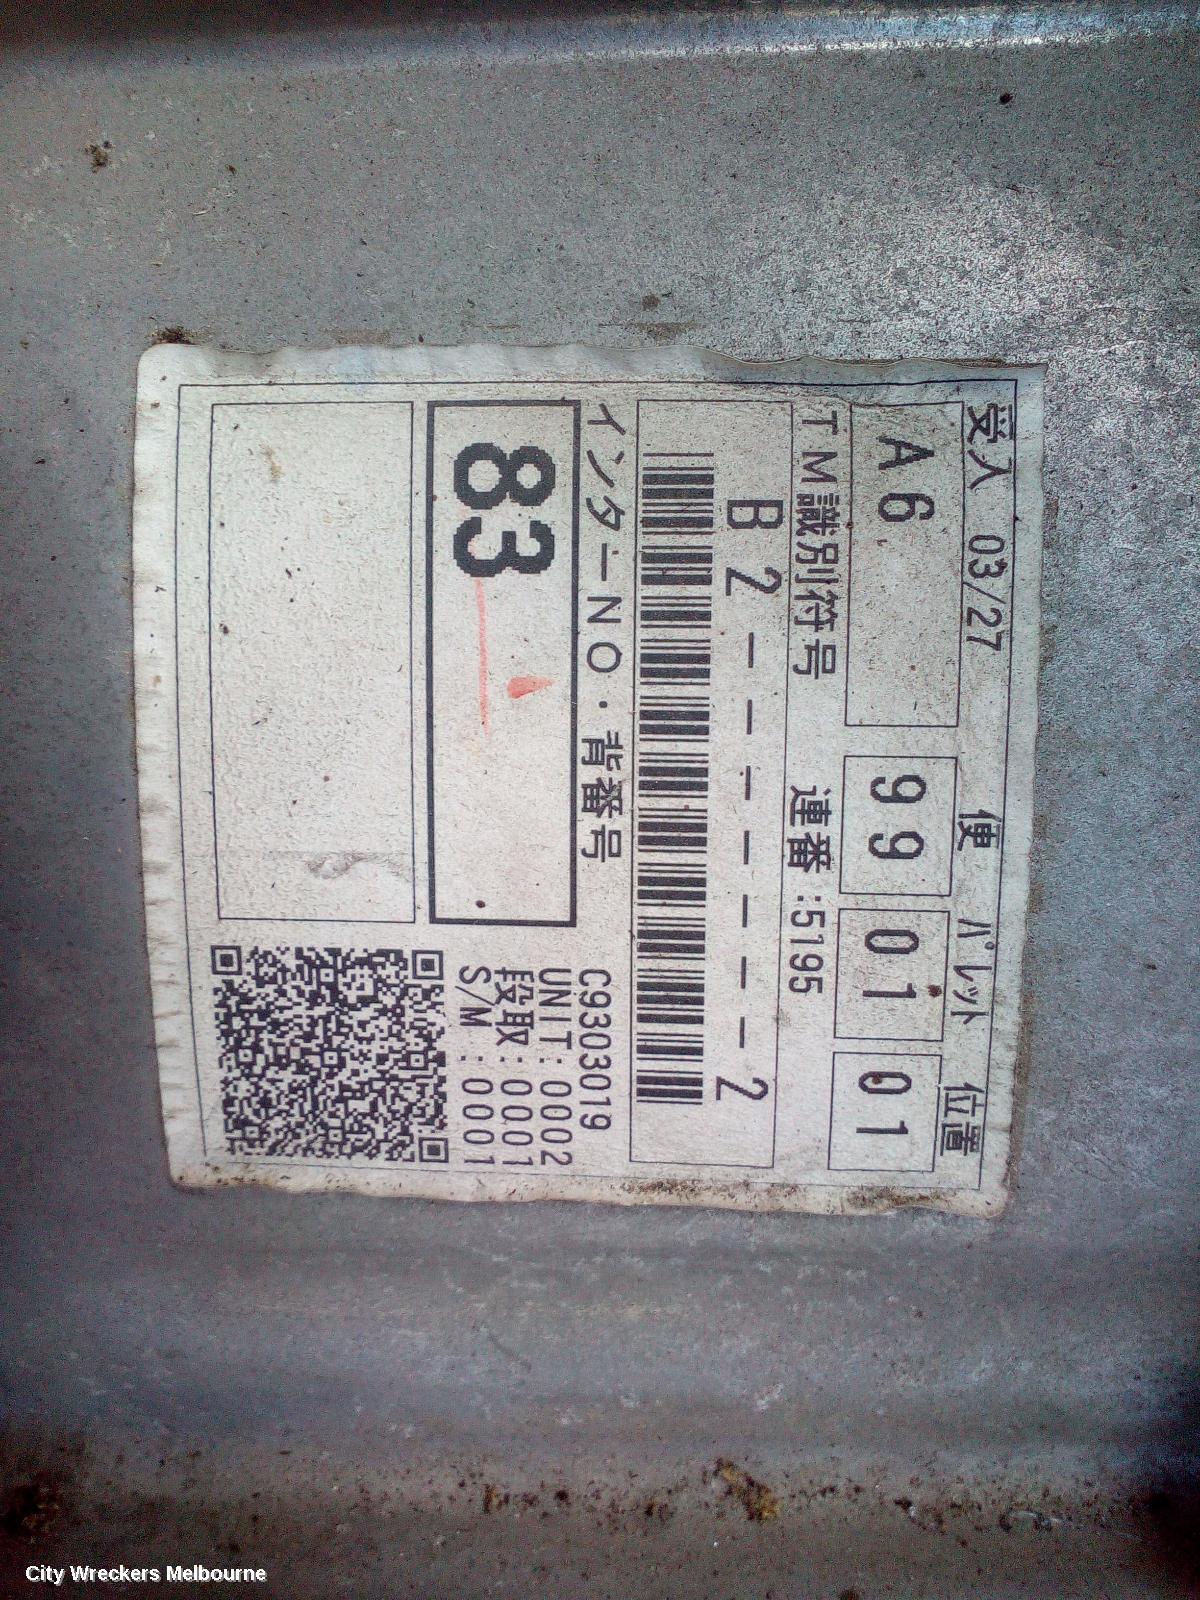 受入 03/27 便 パレット 位置
A6 99 01 01
TM識別符号 連番:5195
B2-------2
インターNO・背番号
83
C9303019
UNIT:0002
段取:0001
S/M :0001
City Wreckers Melbourne